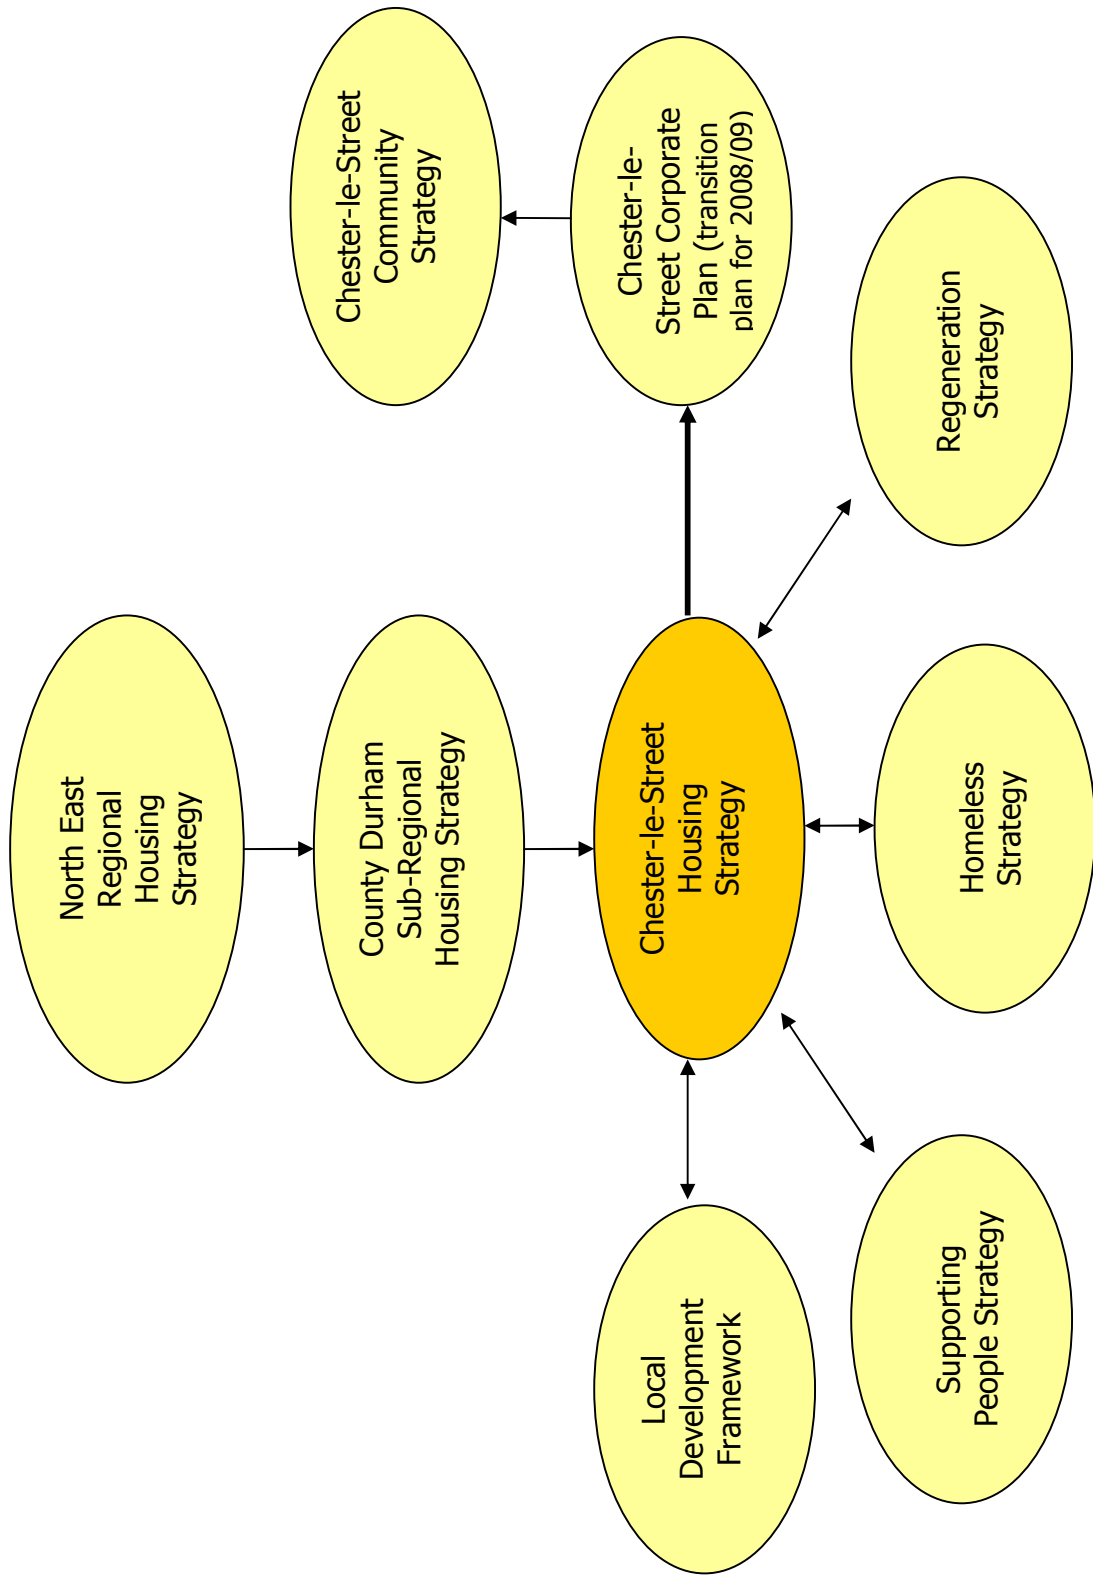 North East
Regional
Housing
Strategy
County Durham
Sub-Regional
Housing Strategy
Chester-le-Street
Housing
Strategy
Chester-le-Street
Community
Strategy
Chester-le-
Street Corporate
Plan (transition
plan for 2008/09)
Local
Development
Framework
Supporting
People Strategy
Homeless
Strategy
Regeneration
Strategy